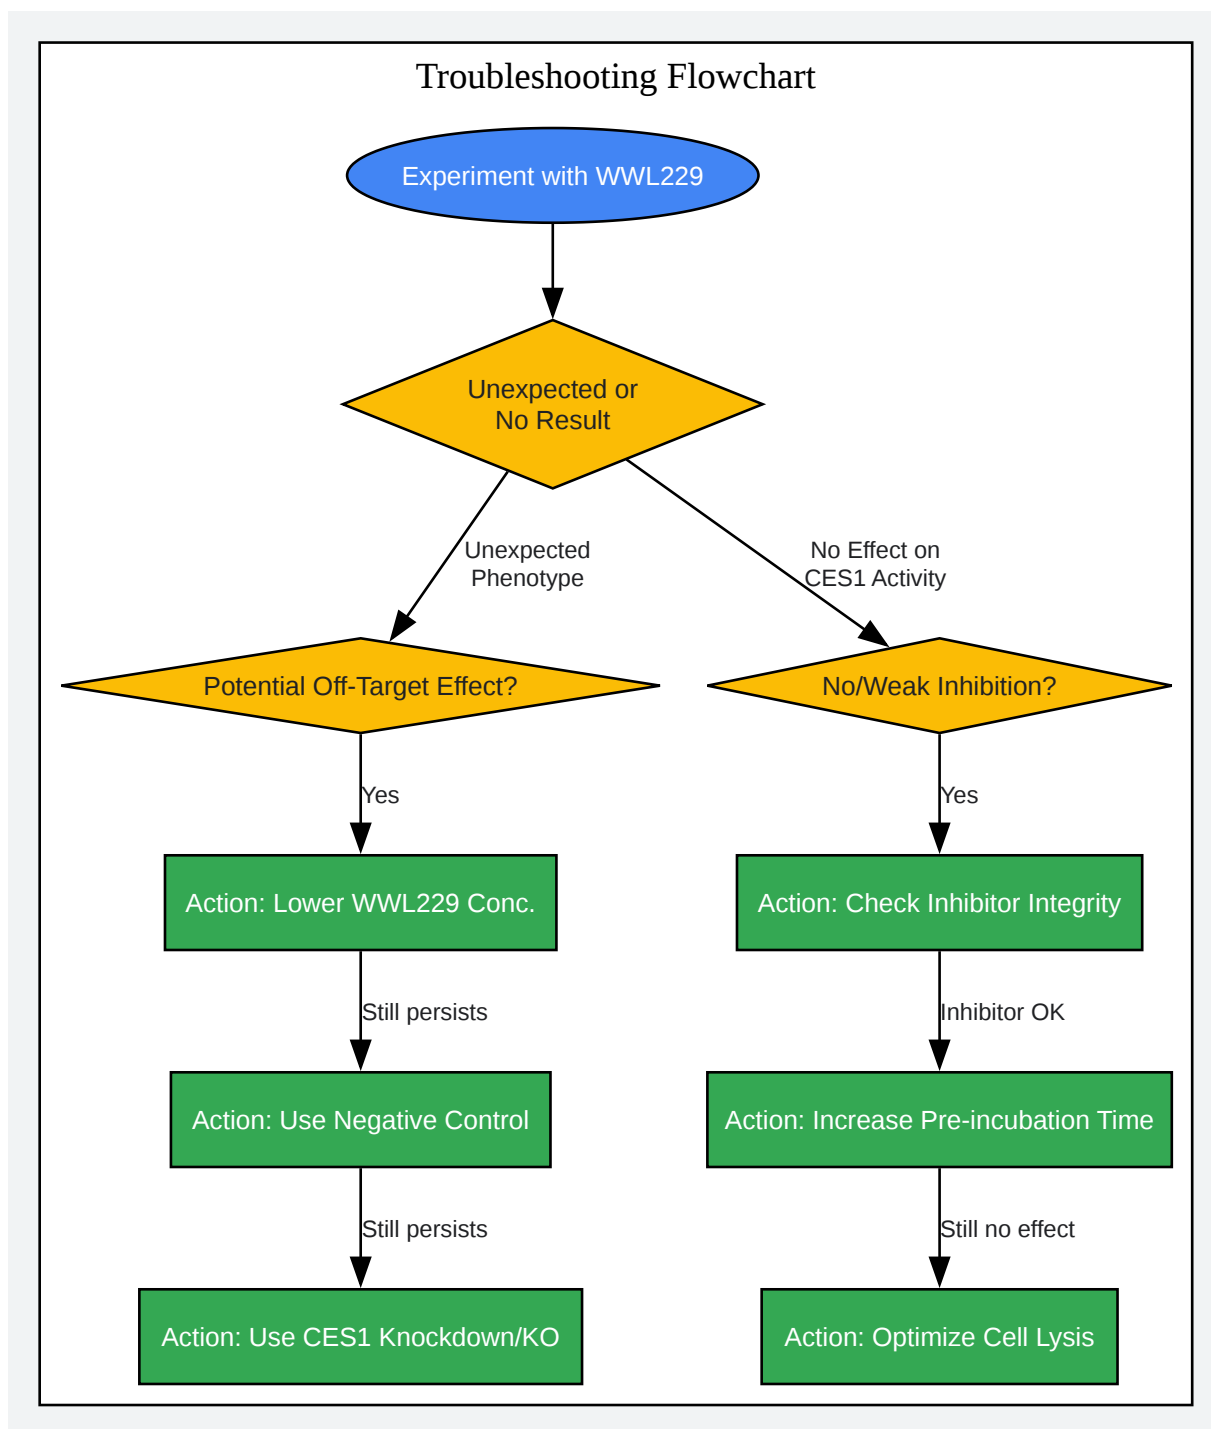 Troubleshooting Flowchart
Experiment with WWL229
Unexpected or
No Result
Unexpected
Phenotype
No Effect on
CES1 Activity
Potential Off-Target Effect?
No/Weak Inhibition?
Yes
Yes
Action: Lower WWL229 Conc.
Action: Check Inhibitor Integrity
Still persists
Inhibitor OK
Action: Use Negative Control
Action: Increase Pre-incubation Time
Still persists
Still no effect
Action: Use CES1 Knockdown/KO
Action: Optimize Cell Lysis